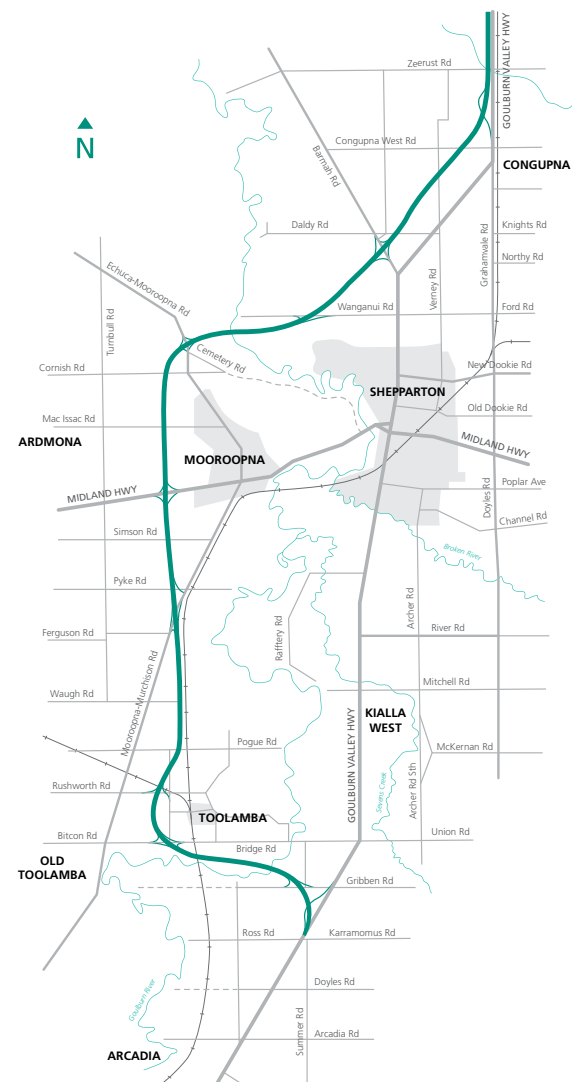 GOULBURN VALLEY HWY
Zeerust Rd
N
Congupna West Rd
Barmah Rd
CONGUPNA
Daldy Rd
Knights Rd
Grahamvale Rd
Northy Rd
Echuca-Mooroopna Rd
Verney Rd
Wanganui Rd
Ford Rd
Turnbull Rd
Cemetery Rd
Cornish Rd
New Dookie Rd
SHEPPARTON
Old Dookie Rd
Mac Issac Rd
ARDMONA
MIDLAND HWY
MOOROOPNA
Poplar Ave
MIDLAND HWY
Doyles Rd
Channel Rd
Simson Rd
Broken River
Pyke Rd
Archer Rd
Ferguson Rd
Rafftery Rd
River Rd
Mooroopna-Murchison Rd
Mitchell Rd
Waugh Rd
KIALLA
WEST
GOULBURN VALLEY HWY
Pogue Rd
McKernan Rd
Sevens Creek
Archer Rd Sth
Rushworth Rd
TOOLAMBA
Bitcon Rd
Union Rd
Bridge Rd
OLD
TOOLAMBA
Gribben Rd
Ross Rd
Karramomus Rd
Goulburn River
Doyles Rd
Summer Rd
Arcadia Rd
ARCADIA